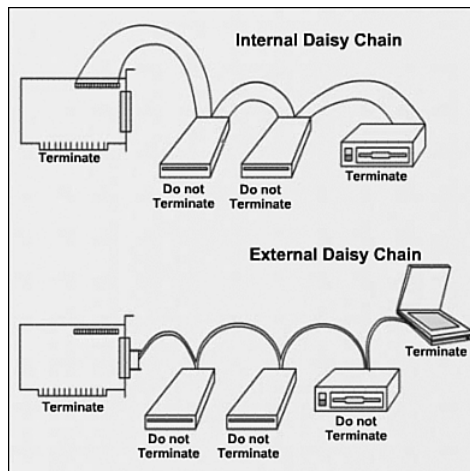 Internal Daisy Chain
Terminate
Do not
Terminate
Do not
Terminate
Terminate
External Daisy Chain
Terminate
Do not
Terminate
Do not
Terminate
Do not
Terminate
Terminate